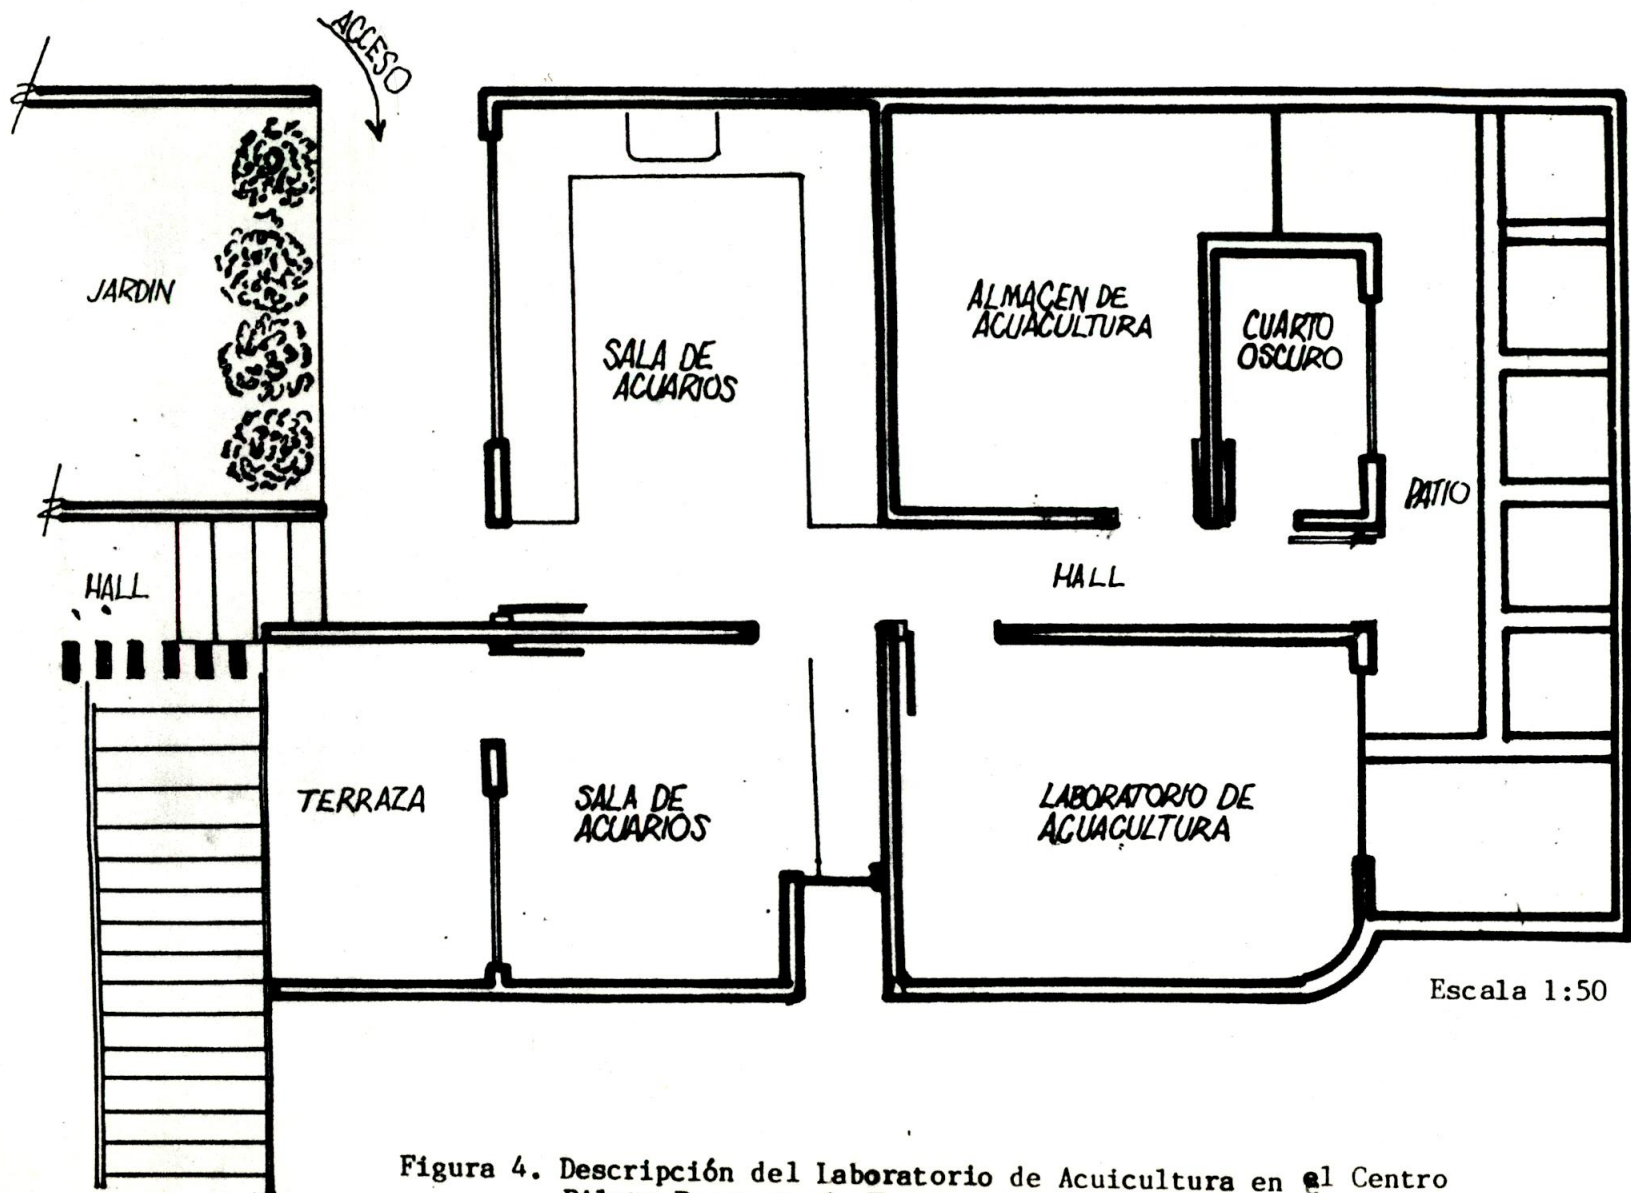 ACCESO
JARDIN
SALA DE
ACUARIOS
ALMACEN DE
ACUACULTURA
CUARTO
OSCURO
PATIO
HALL
HALL
TERRAZA
SALA DE
ACUARIOS
LABORATORIO DE
ACUACULTURA
Escala 1:50
Figura 4. Descripción del Laboratorio de Acuicultura en el Centro